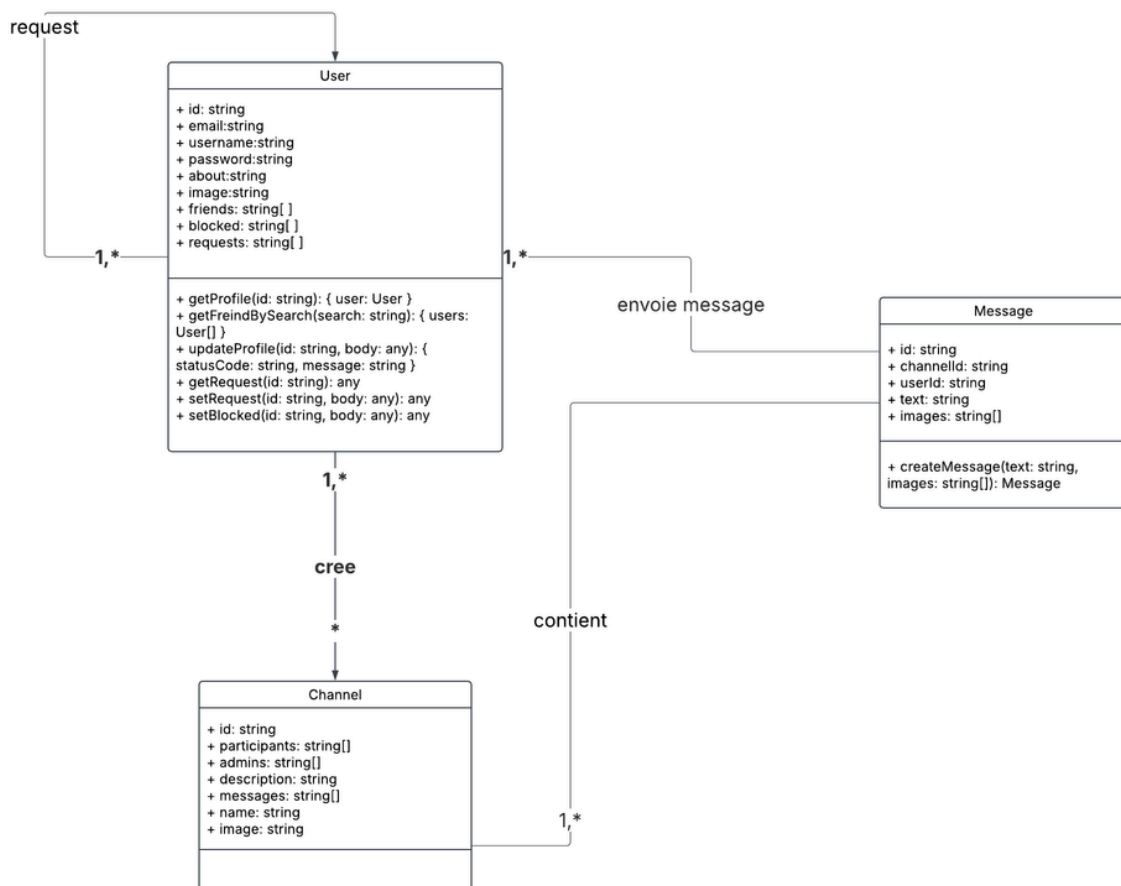 request
User
+ id: string
+ email:string
+ username:string
+ password:string
+ about:string
+ image:string
+ friends: string[ ]
+ blocked: string[ ]
+ requests: string[ ]
1,*
1,*
+ getProfile(id: string): { user: User }
+ getFreindBySearch(search: string): { users:
User[] }
+ updateProfile(id: string, body: any): {
statusCode: string, message: string }
+ getRequest(id: string): any
+ setRequest(id: string, body: any): any
+ setBlocked(id: string, body: any): any
envoie message
Message
+ id: string
+ channelId: string
+ userId: string
+ text: string
+ images: string[]
+ createMessage(text: string,
images: string[]): Message
1,*
cree
*
contient
1,*
Channel
+ id: string
+ participants: string[]
+ admins: string[]
+ description: string
+ messages: string[]
+ name: string
+ image: string